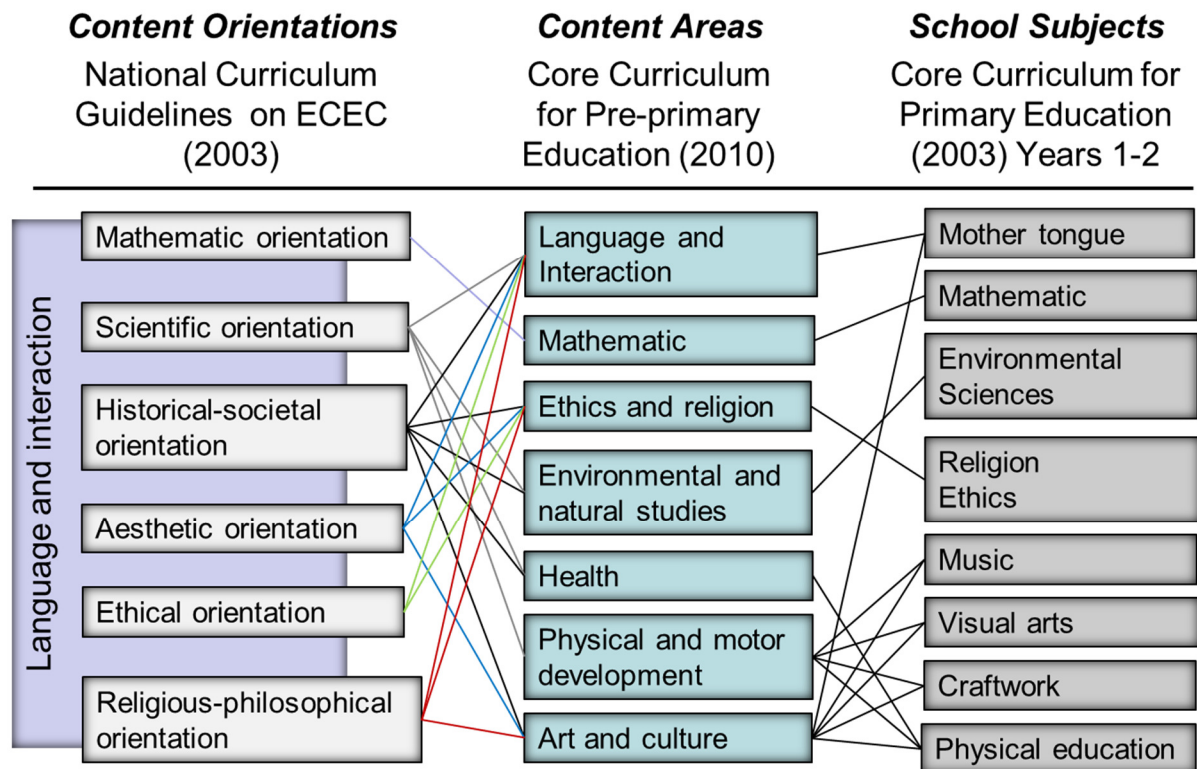 Content Orientations
National Curriculum
Guidelines on ECEC
(2003)
Content Areas
Core Curriculum
for Pre-primary
Education (2010)
School Subjects
Core Curriculum for
Primary Education
(2003) Years 1-2
Language and interaction
Mathematic orientation
Scientific orientation
Historical-societal
orientation
Aesthetic orientation
Ethical orientation
Religious-philosophical
orientation
Language and
Interaction
Mathematic
Ethics and religion
Environmental and
natural studies
Health
Physical and motor
development
Art and culture
Mother tongue
Mathematic
Environmental
Sciences
Religion
Ethics
Music
Visual arts
Craftwork
Physical education